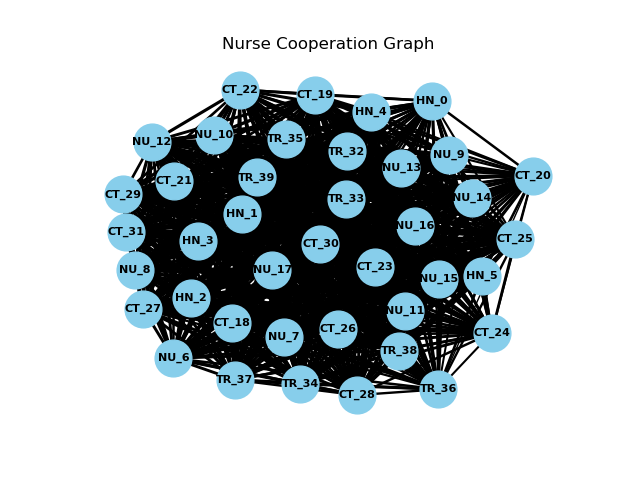 Nurse Cooperation Graph
CT_22
CT_19
HN_4
HN_0
NU_12
NU_10
TR_35
TR_32
NU_13
NU_9
CT_20
CT_29
CT_21
TR_39
TR_33
NU_14
HN_1
NU_16
CT_31
HN_3
CT_30
CT_25
NU_8
NU_17
CT_23
NU_15
HN_5
CT_27
HN_2
CT_18
NU_7
CT_26
NU_11
CT_24
NU_6
TR_38
TR_37
TR_34
CT_28
TR_36